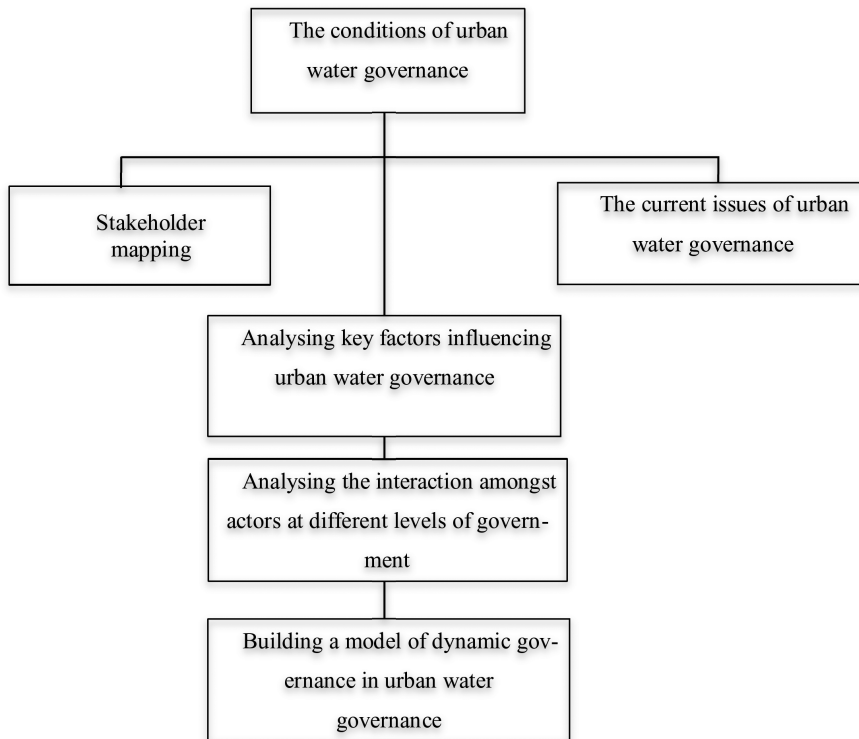 The conditions of urban
water governance
Stakeholder
mapping
The current issues of urban
water governance
Analysing key factors influencing
urban water governance
Analysing the interaction amongst
actors at different levels of govern-
ment
Building a model of dynamic gov-
ernance in urban water
governance